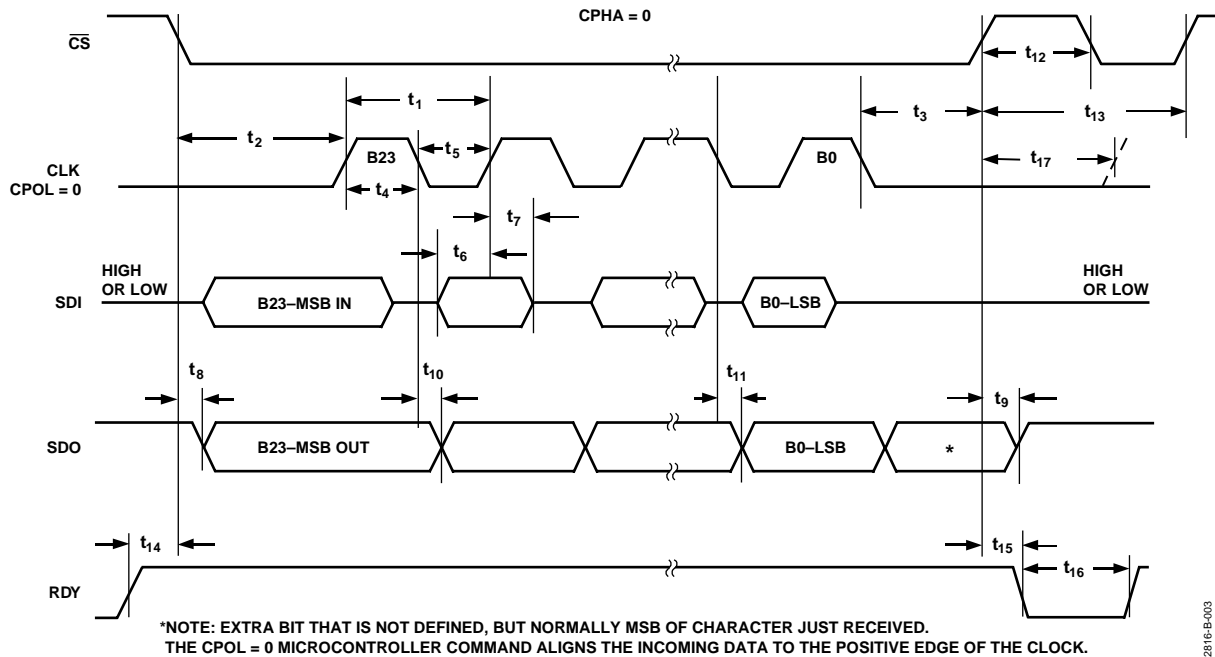 CPHA = 0
CS
t12
t1
t3
t13
t2
B23
t5
B0
t17
CLK
CPOL = 0
t4
t7
t6
HIGH
OR LOW
HIGH
OR LOW
SDI
B23–MSB IN
B0–LSB
t8
t10
t11
t9
SDO
B23–MSB OUT
B0–LSB
*
t14
t15
t16
RDY
*NOTE: EXTRA BIT THAT IS NOT DEFINED, BUT NORMALLY MSB OF CHARACTER JUST RECEIVED.
THE CPOL = 0 MICROCONTROLLER COMMAND ALIGNS THE INCOMING DATA TO THE POSITIVE EDGE OF THE CLOCK.
2816-B-003